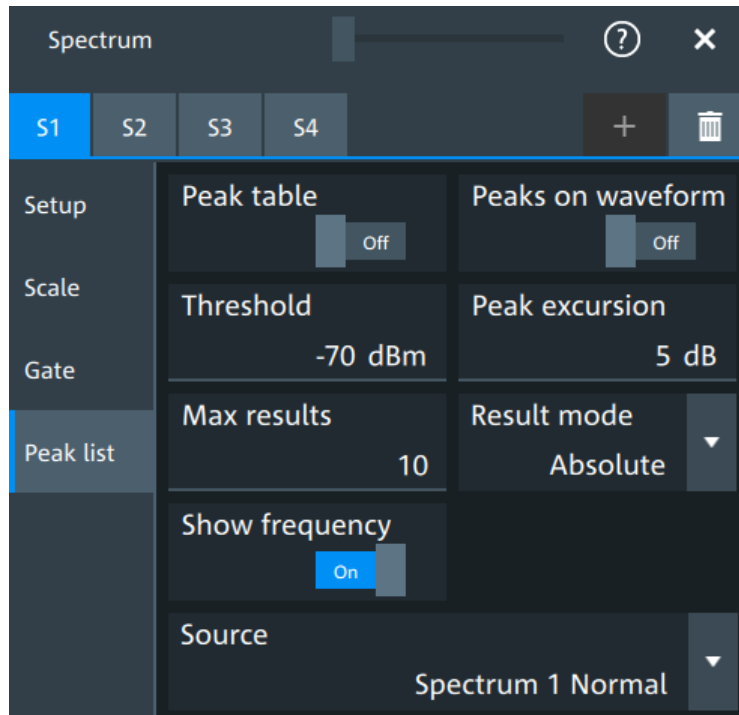 Spectrum ?
S1 S2 S3 S4 +
Setup
Scale
Gate
Peak list
Peak table
Off
Peaks on waveform
Off
Threshold
-70 dBm
Peak excursion
5 dB
Max results
10
Result mode
Absolute
Show frequency
On
Source
Spectrum 1 Normal